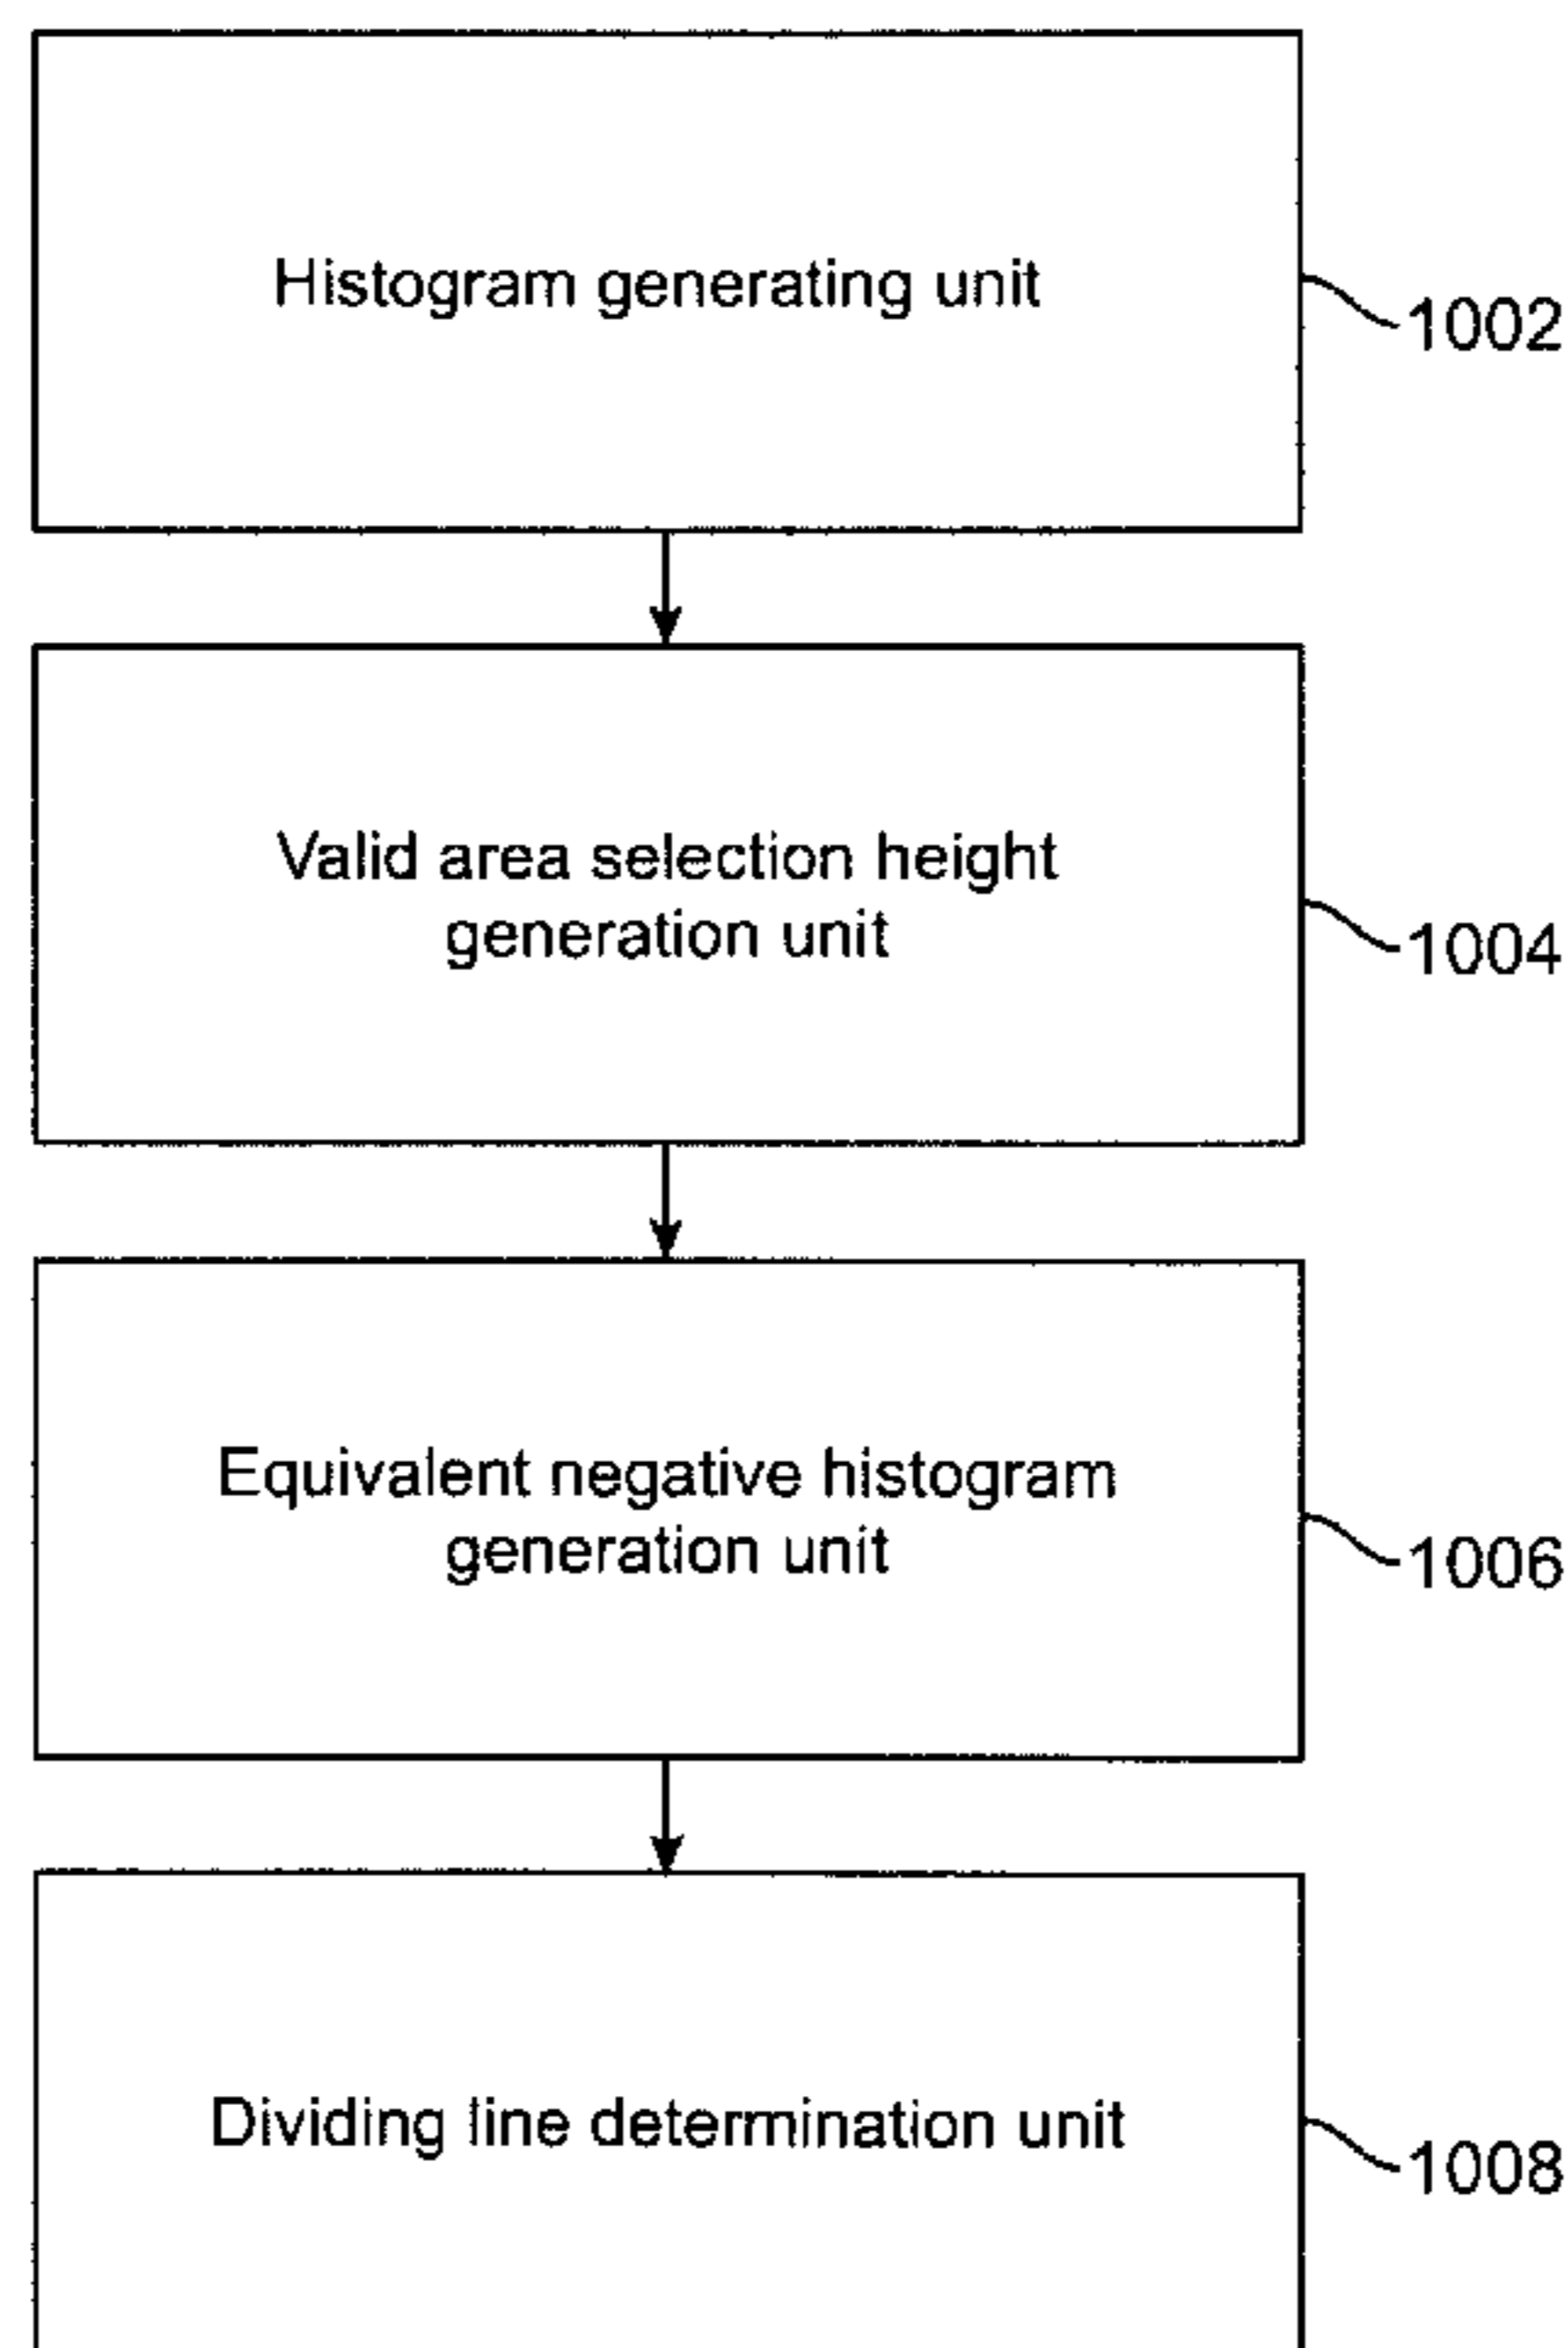 Histogram generating unit
1002
Valid area selection height
generation unit
1004
Equivalent negative histogram
generation unit
1006
Dividing line determination unit
1008